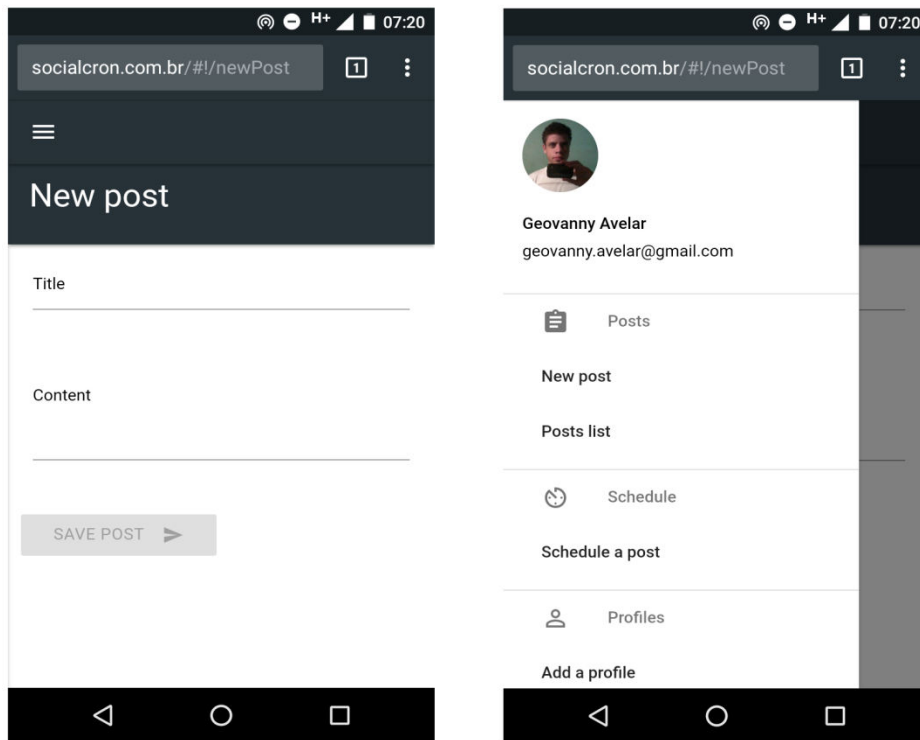 H+ 07:20
socialcron.com.br/#!/newPost 1
New post
Title
Content
SAVE POST
H+ 07:20
socialcron.com.br/#!/newPost 1
Geovanny Avelar
geovanny.avelar@gmail.com
Posts
New post
Posts list
Schedule
Schedule a post
Profiles
Add a profile